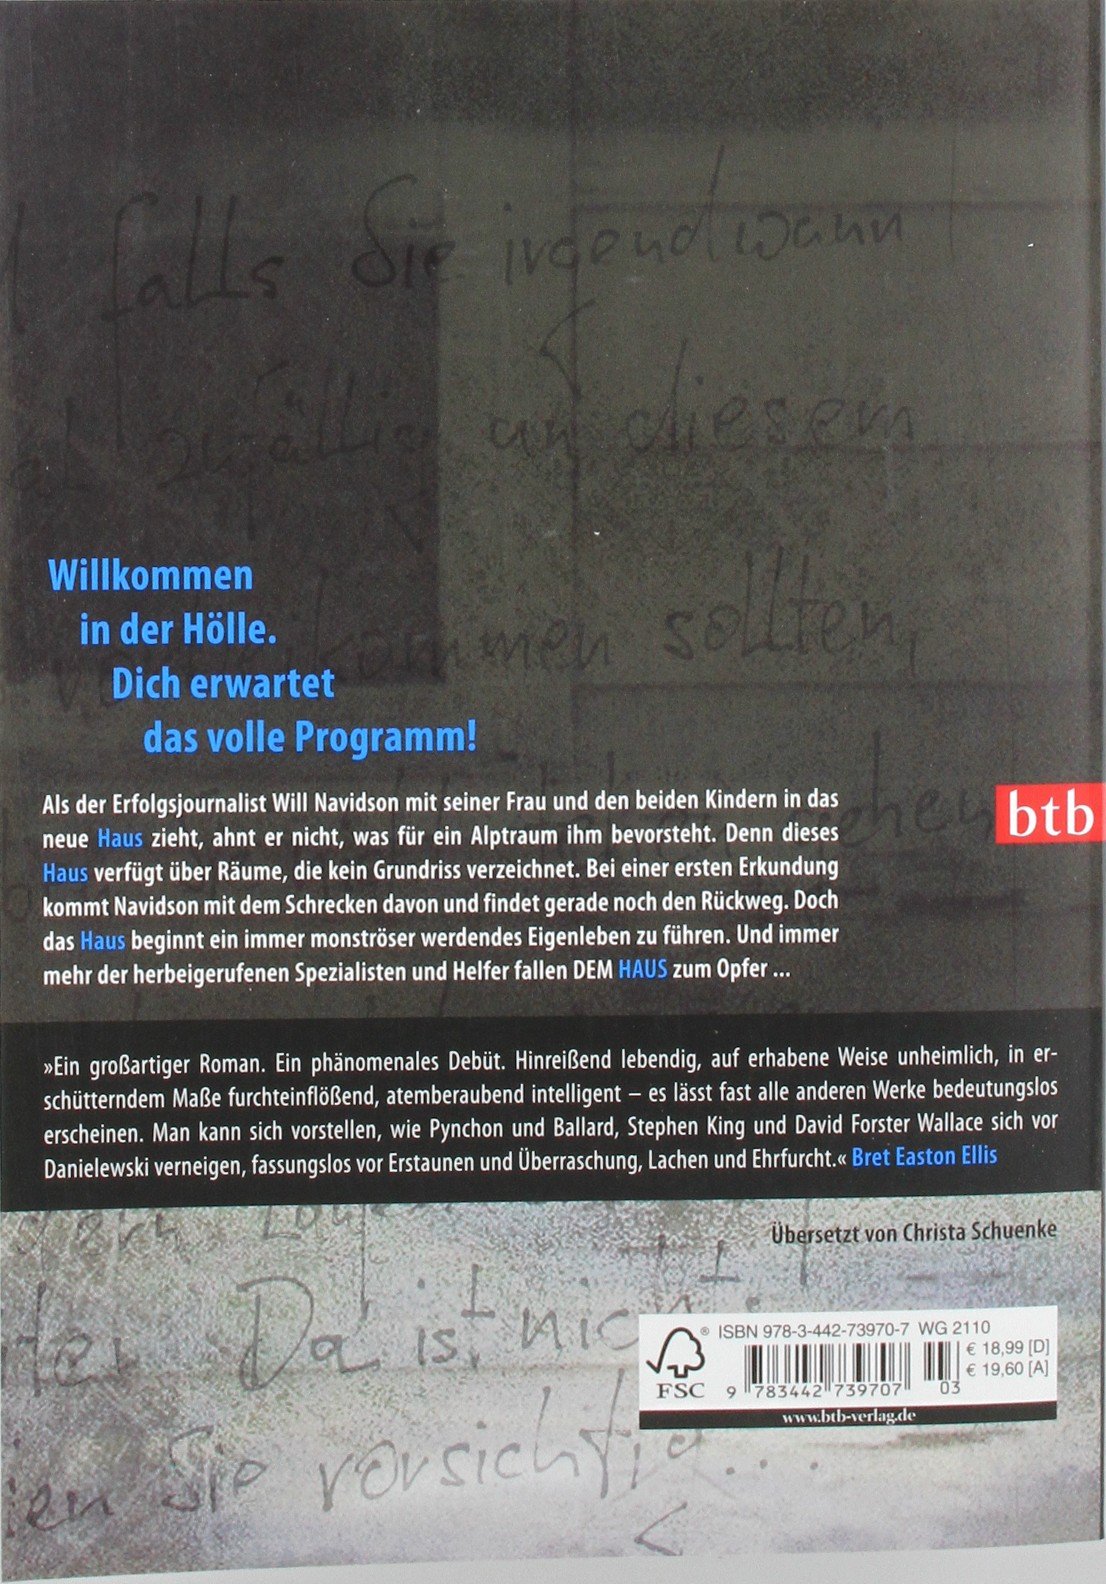 falls Sie irgendwann
zufällig an diesem
Willkommen
in der Hölle.
kommen sollten,
Dich erwartet
das volle Programm!
Als der Erfolgsjournalist Will Navidson mit seiner Frau und den beiden Kindern in das
neue Haus zieht, ahnt er nicht, was für ein Alptraum ihm bevorsteht. Denn dieses
btb
Haus verfügt über Räume, die kein Grundriss verzeichnet. Bei einer ersten Erkundung
kommt Navidson mit dem Schrecken davon und findet gerade noch den Rückweg. Doch
das Haus beginnt ein immer monströser werdendes Eigenleben zu führen. Und immer
mehr der herbeigerufenen Spezialisten und Helfer fallen DEM HAUS zum Opfer ...
»Ein großartiger Roman. Ein phänomenales Debüt. Hinreißend lebendig, auf erhabene Weise unheimlich, in er-
schütterndem Maße furchteinflößend, atemberaubend intelligent – es lässt fast alle anderen Werke bedeutungslos
erscheinen. Man kann sich vorstellen, wie Pynchon und Ballard, Stephen King und David Forster Wallace sich vor
Danielewski verneigen, fassungslos vor Erstaunen und Überraschung, Lachen und Ehrfurcht.« Bret Easton Ellis
Übersetzt von Christa Schuenke
Da ist
® ISBN 978-3-442-73970-7 WG 2110
€ 18,99 [D]
€ 19,60 [A]
FSC 9 783442 739707 03
www.btb-verlag.de
Sie vorsichtig...